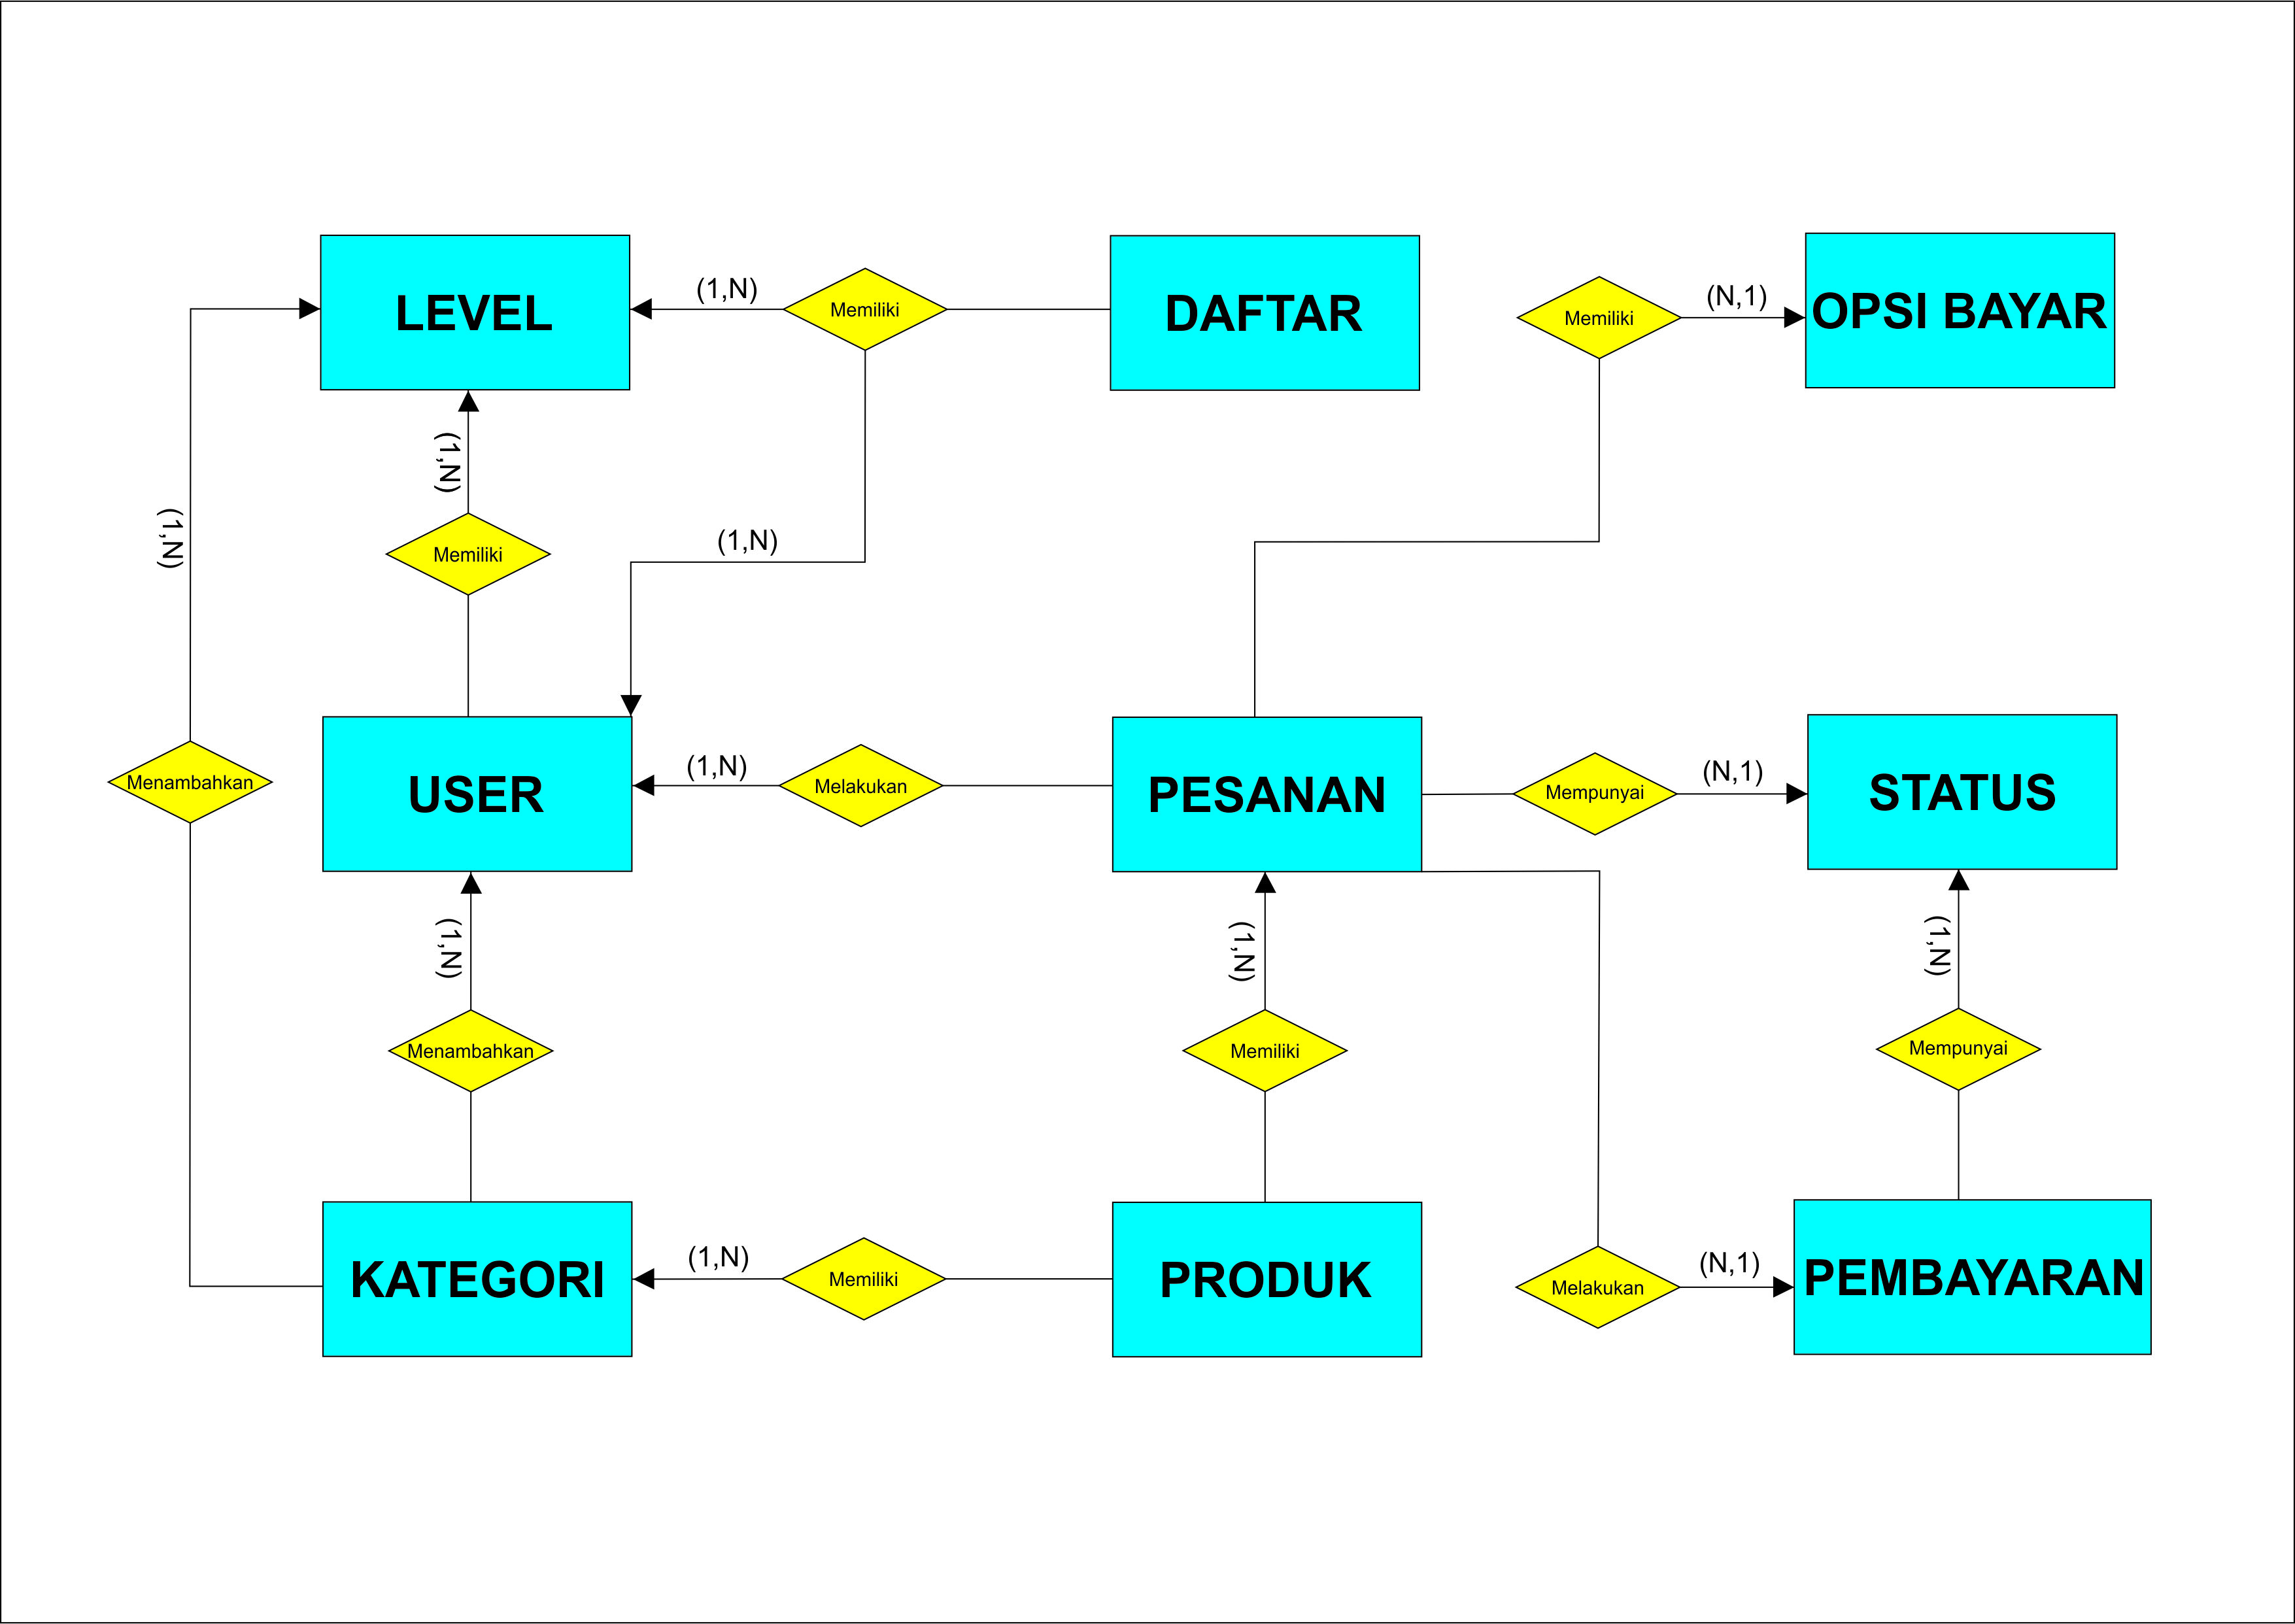 LEVEL
(1,N)
Memiliki
DAFTAR
Memiliki
(N,1)
OPSI BAYAR
(1,N)
(1,N)
Memiliki
(1,N)
Menambahkan
USER
(1,N)
Melakukan
PESANAN
Mempunyai
(N,1)
STATUS
(1,N)
(1,N)
(1,N)
Menambahkan
Memiliki
Mempunyai
KATEGORI
(1,N)
Memiliki
PRODUK
Melakukan
(N,1)
PEMBAYARAN